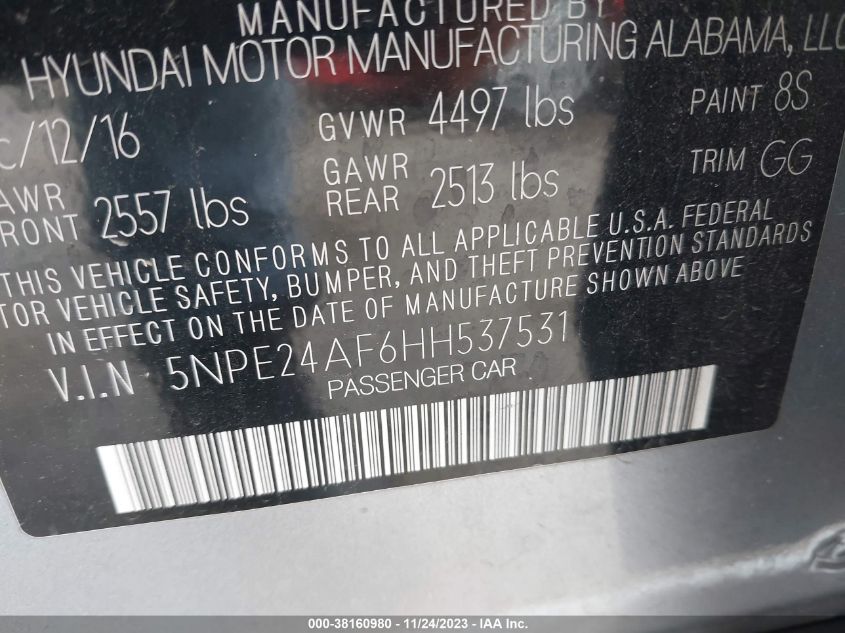 MANUFACTURED BY
HYUNDAI MOTOR MANUFACTURING ALABAMA, LLC
C/12/16 GVWR 4497 lbs PAINT 8S
AWR FRONT 2557 lbs GAWR REAR 2513 lbs TRIM GG
THIS VEHICLE CONFORMS TO ALL APPLICABLE U.S.A. FEDERAL
TOR VEHICLE SAFETY, BUMPER, AND THEFT PREVENTION STANDARDS
IN EFFECT ON THE DATE OF MANUFACTURE SHOWN ABOVE
V.I.N 5NPE24AF6HH537531
PASSENGER CAR
000-38160980 - 11/24/2023 - IAA Inc.